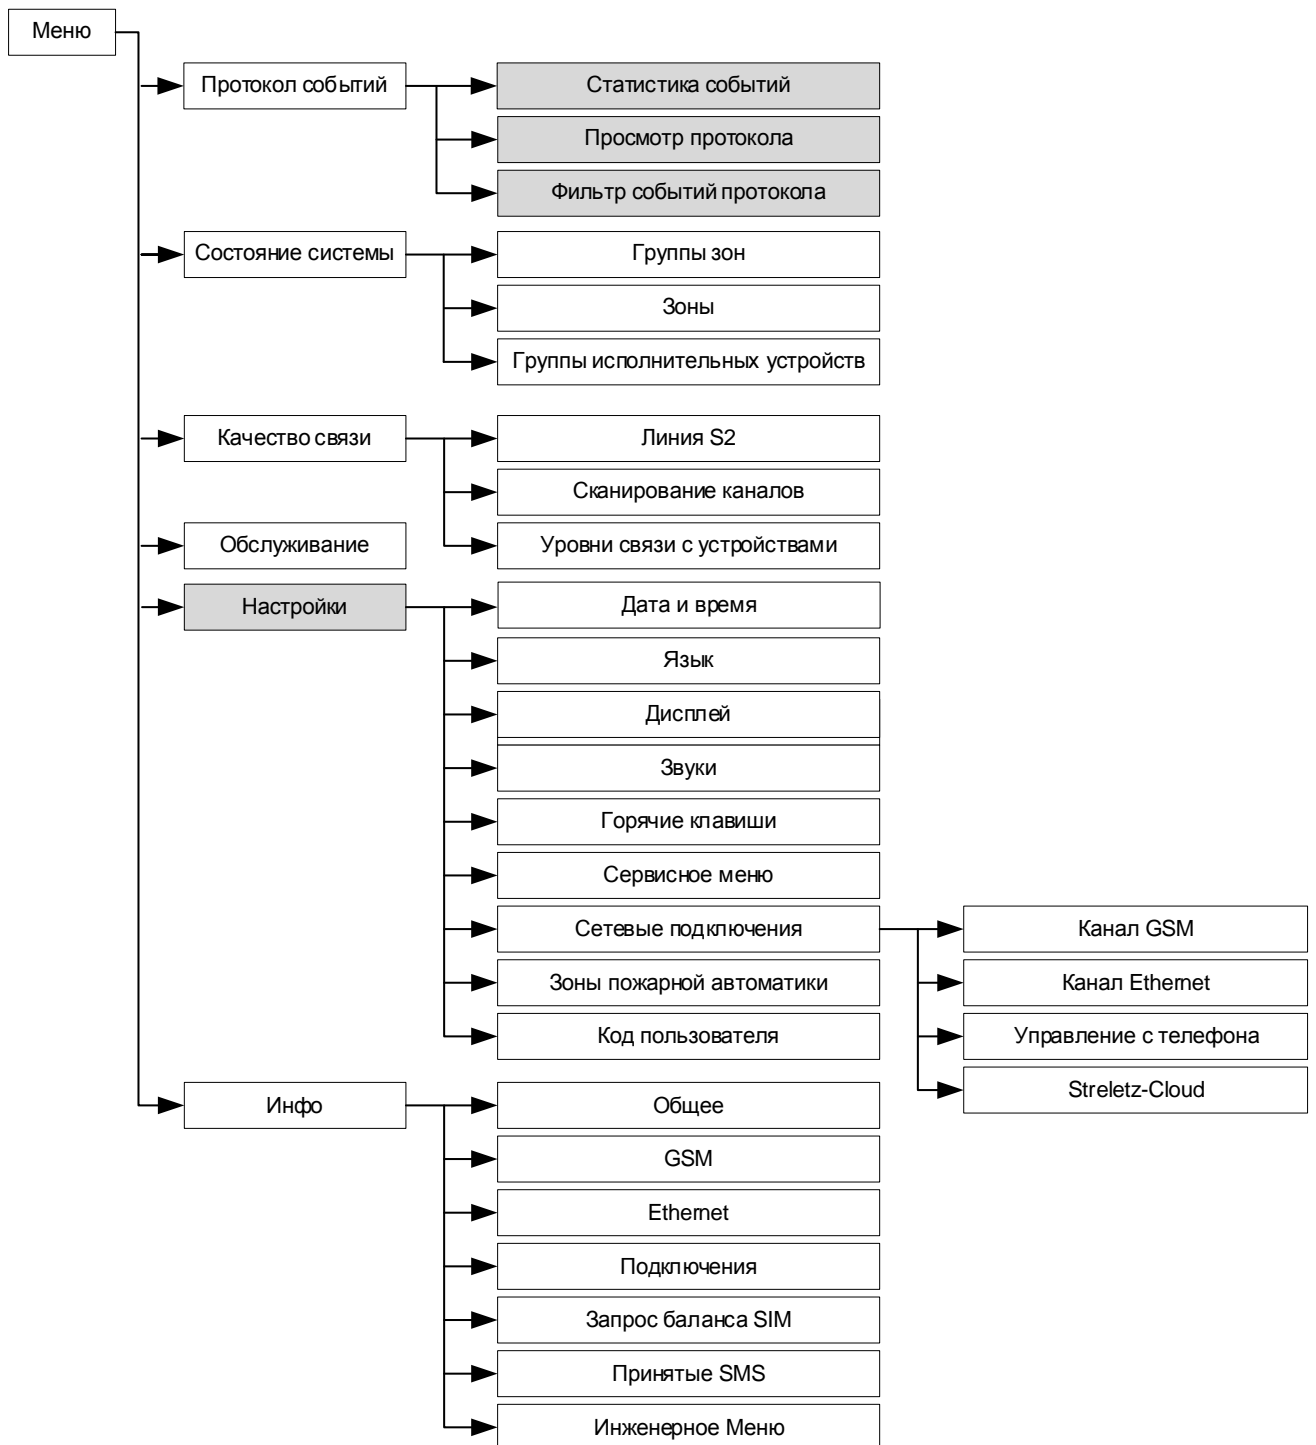 Меню
Протокол событий
Статистика событий
Просмотр протокола
Фильтр событий протокола
Состояние системы
Группы зон
Зоны
Группы исполнительных устройств
Качество связи
Линия S2
Сканирование каналов
Уровни связи с устройствами
Обслуживание
Настройки
Дата и время
Язык
Дисплей
Звуки
Горячие клавиши
Сервисное меню
Сетевые подключения
Канал GSM
Канал Ethernet
Управление с телефона
Streletz-Cloud
Зоны пожарной автоматики
Код пользователя
Инфо
Общее
GSM
Ethernet
Подключения
Запрос баланса SIM
Принятые SMS
Инженерное Меню